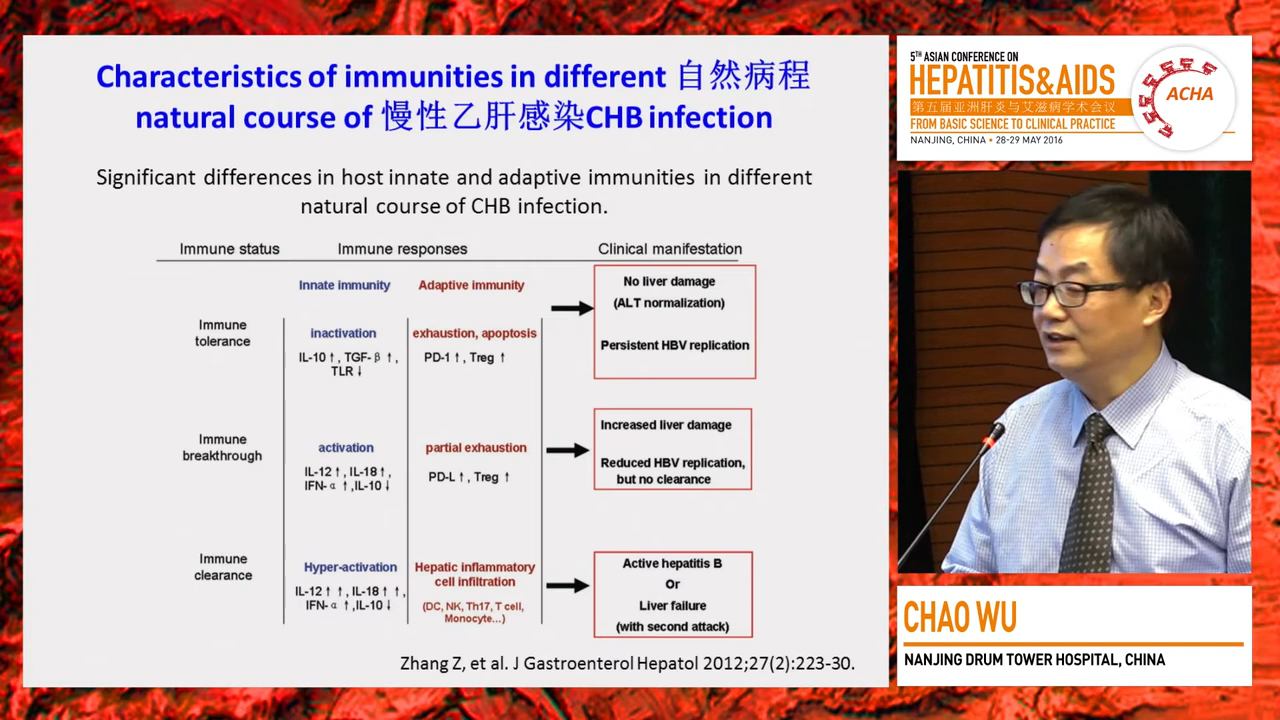 Characteristics of immunities in different 自然病程
natural course of 慢性乙肝感染CHB infection
Significant differences in host innate and adaptive immunities in different
natural course of CHB infection.
Immune status
Immune responses
Clinical manifestation
Innate immunity
Adaptive immunity
Immune
tolerance
inactivation
IL-10↑, TGF-β↑,
TLR↓
exhaustion, apoptosis
PD-1↑, Treg ↑
No liver damage
(ALT normalization)
Persistent HBV replication
Immune
breakthrough
activation
IL-12↑, IL-18↑,
IFN-α↑,IL-10↓
partial exhaustion
PD-L↑, Treg ↑
Increased liver damage
Reduced HBV replication,
but no clearance
Immune
clearance
Hyper-activation
IL-12↑↑, IL-18↑↑,
IFN-α↑,IL-10↓
Hepatic inflammatory
cell infiltration
(DC, NK, Th17, T cell,
Monocyte...)
Active hepatitis B
Or
Liver failure
(with second attack)
Zhang Z, et al. J Gastroenterol Hepatol 2012;27(2):223-30.
5TH ASIAN CONFERENCE ON
HEPATITIS&AIDS
第五届亚洲肝炎与艾滋病学术会议
FROM BASIC SCIENCE TO CLINICAL PRACTICE
NANJING, CHINA • 28-29 MAY 2016
ACHA
CHAO WU
NANJING DRUM TOWER HOSPITAL, CHINA